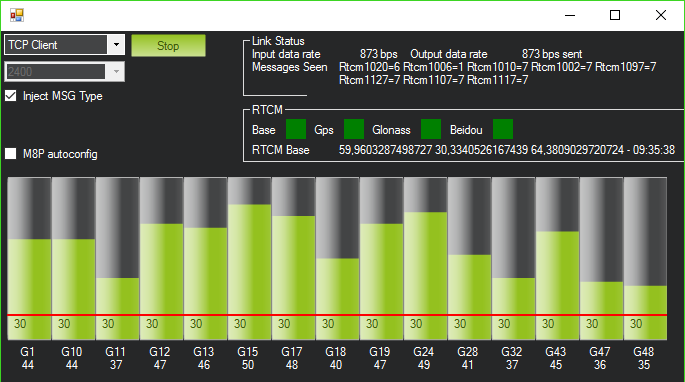 TCP Client
Stop
2400
Inject MSG Type
M8P autoconfig
Link Status
Input data rate 873 bps Output data rate 873 bps sent
Messages Seen Rtcm1020=6 Rtcm1006=1 Rtcm1010=7 Rtcm1002=7 Rtcm1097=7
Rtcm1127=7 Rtcm1107=7 Rtcm1117=7
RTCM
Base Gps Glonass Beidou
RTCM Base 59,9603287498727 30,3340526167439 64,3809029720724 - 09:35:38
30 30 30 30 30 30 30 30 30 30 30 30 30 30 30
G1 G10 G11 G12 G13 G15 G17 G18 G19 G24 G28 G32 G43 G47 G48
44 44 37 47 46 50 48 40 47 49 41 37 45 36 35